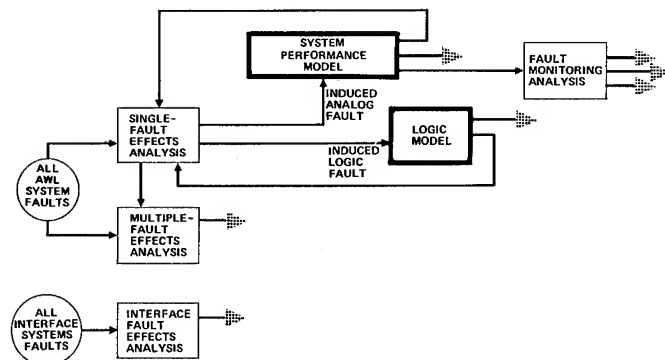 SYSTEM
PERFORMANCE
MODEL
FAULT
MONITORING
ANALYSIS
INDUCED
ANALOG
FAULT
SINGLE-
FAULT
EFFECTS
ANALYSIS
LOGIC
MODEL
INDUCED
LOGIC
FAULT
ALL
AWL
SYSTEM
FAULTS
MULTIPLE-
FAULT
EFFECTS
ANALYSIS
ALL
INTERFACE
SYSTEMS
FAULTS
INTERFACE
FAULT
EFFECTS
ANALYSIS